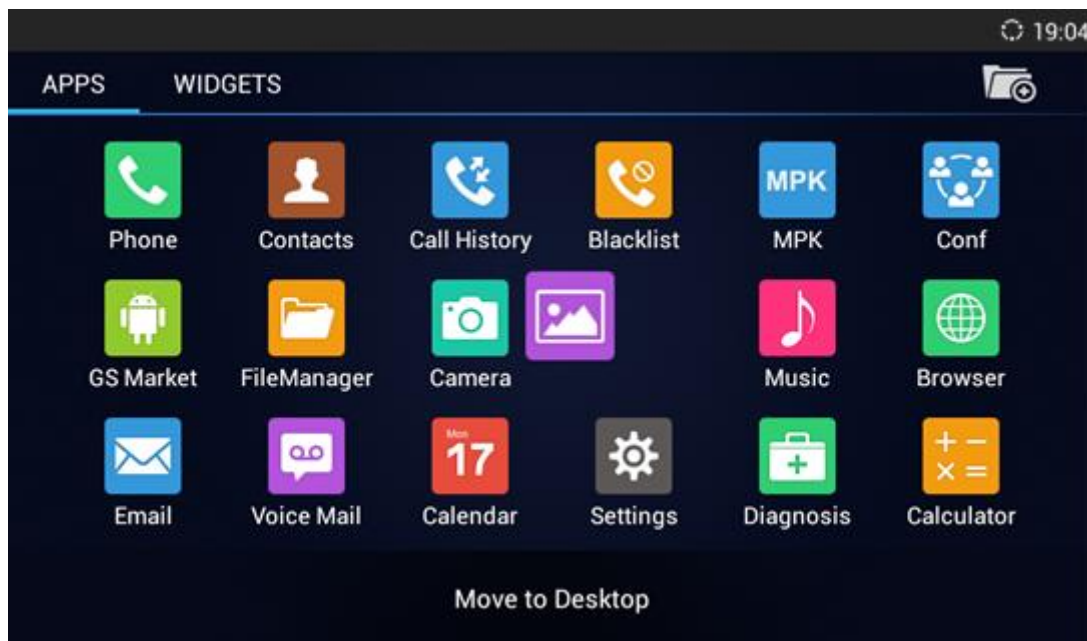 19:04
APPS WIDGETS
MPK
Phone Contacts Call History Blacklist MPK Conf
GS Market FileManager Camera Music Browser
Mon
17
Email Voice Mail Calendar Settings Diagnosis Calculator
Move to Desktop